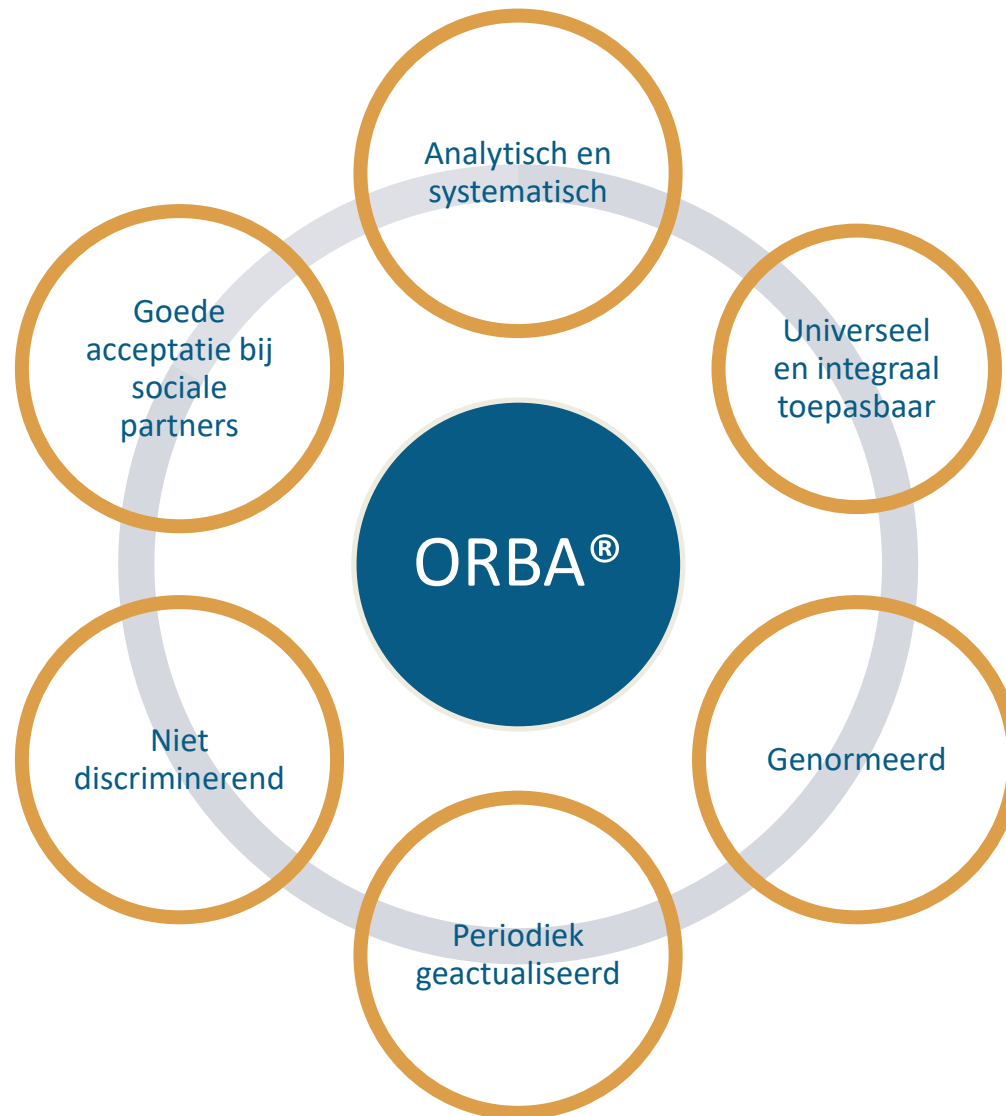 Analytisch en
systematisch
Universeel
en integraal
toepasbaar
Genormeerd
Periodiek
geactualiseerd
Niet
discriminerend
Goede
acceptatie bij
sociale
partners
ORBA®